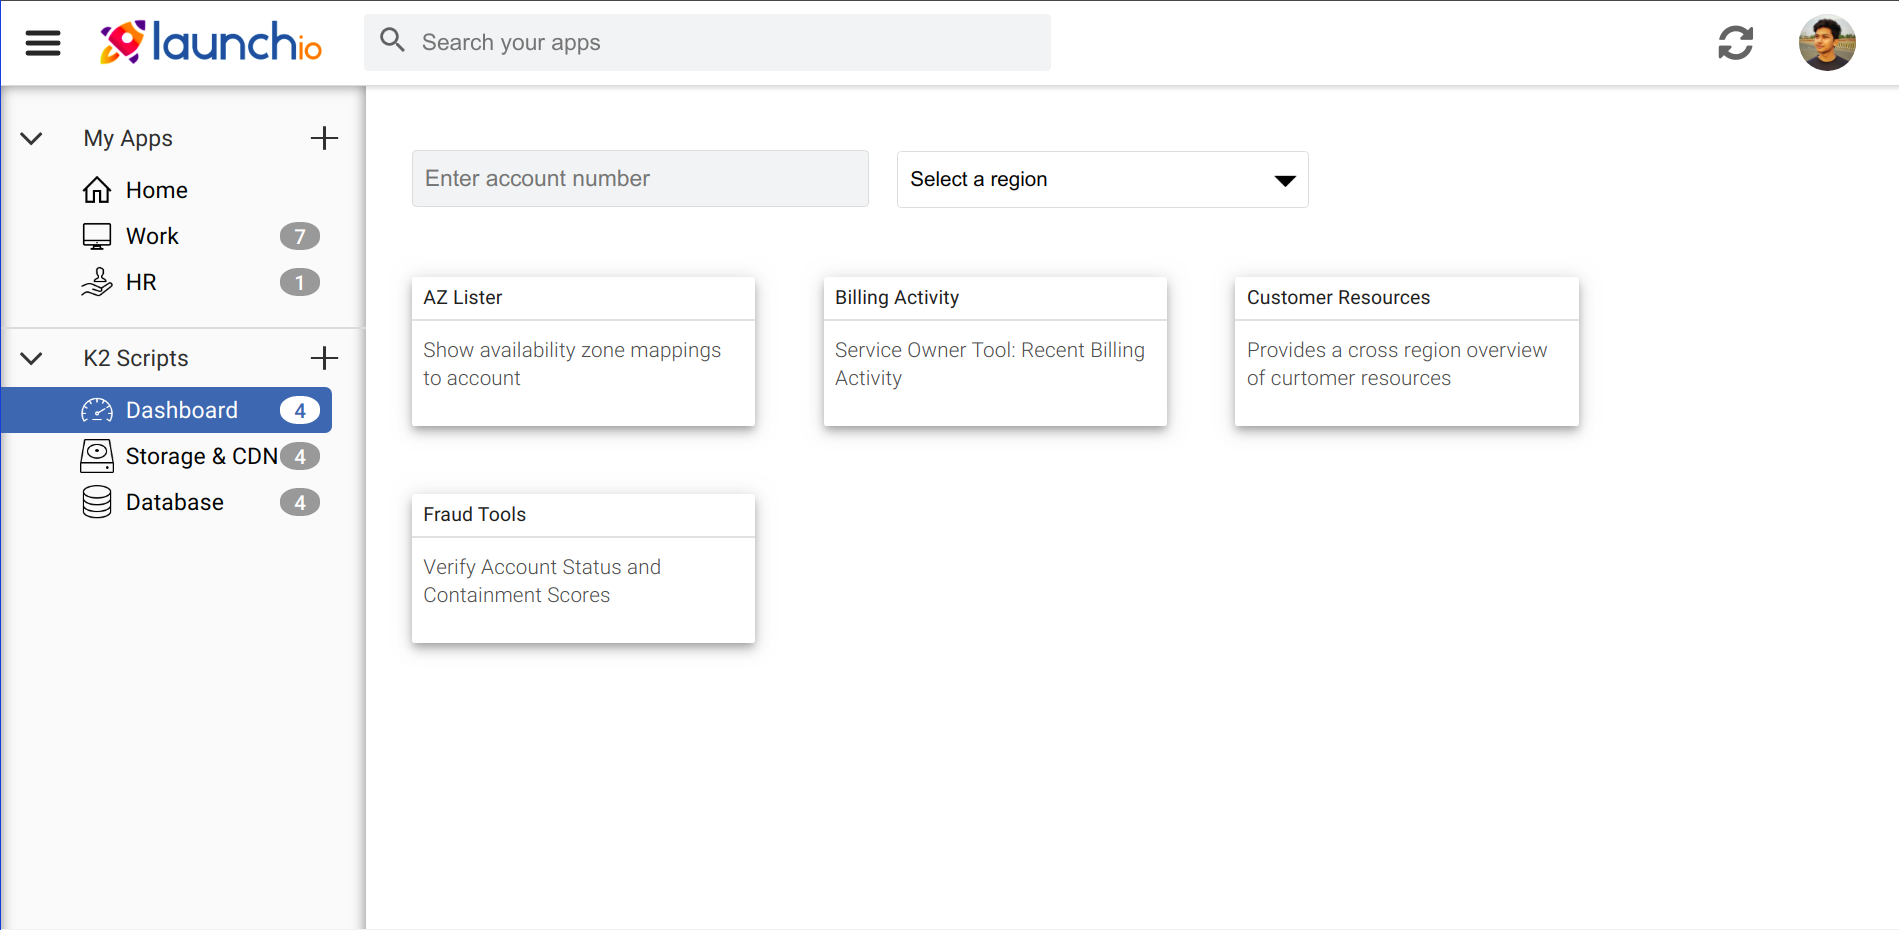 launchio
Search your apps
My Apps
Home
Work 7
HR 1
K2 Scripts
Dashboard 4
Storage & CDN 4
Database 4
Enter account number
Select a region
AZ Lister
Show availability zone mappings
to account
Billing Activity
Service Owner Tool: Recent Billing
Activity
Customer Resources
Provides a cross region overview
of curtomer resources
Fraud Tools
Verify Account Status and
Containment Scores